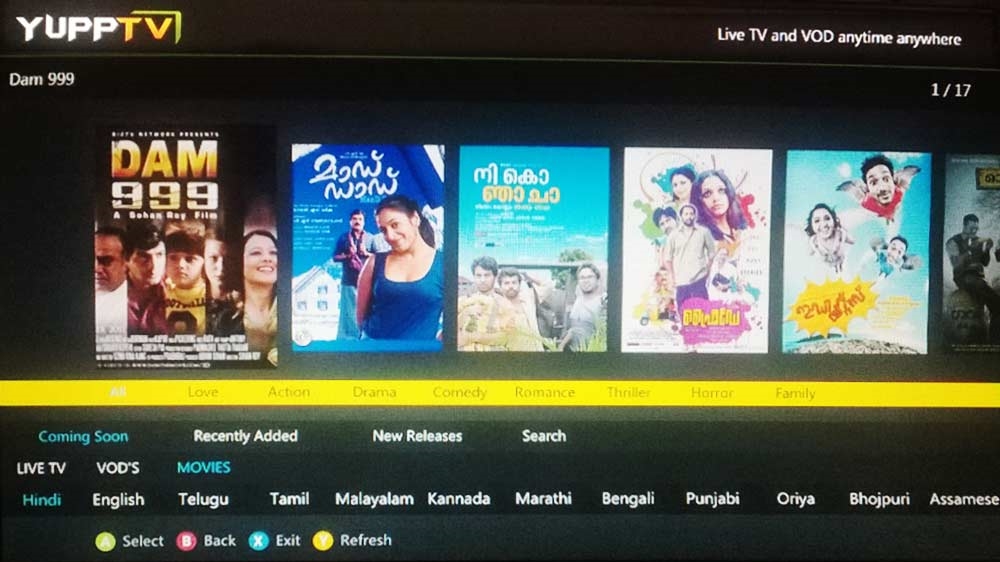 YUPPTV
Live TV and VOD anytime anywhere
Dam 999
1 / 17
DAM
999
A Sohan Roy Film
മാഡ്
ഡാഡ്
നി കൊ
ഞാ ചാ
ഫ്രൈഡേ
ഇഡിയറ്റ്സ്
All Love Action Drama Comedy Romance Thriller Horror Family
Coming Soon Recently Added New Releases Search
LIVE TV VOD'S MOVIES
Hindi English Telugu Tamil Malayalam Kannada Marathi Bengali Punjabi Oriya Bhojpuri Assamese
A Select B Back X Exit Y Refresh